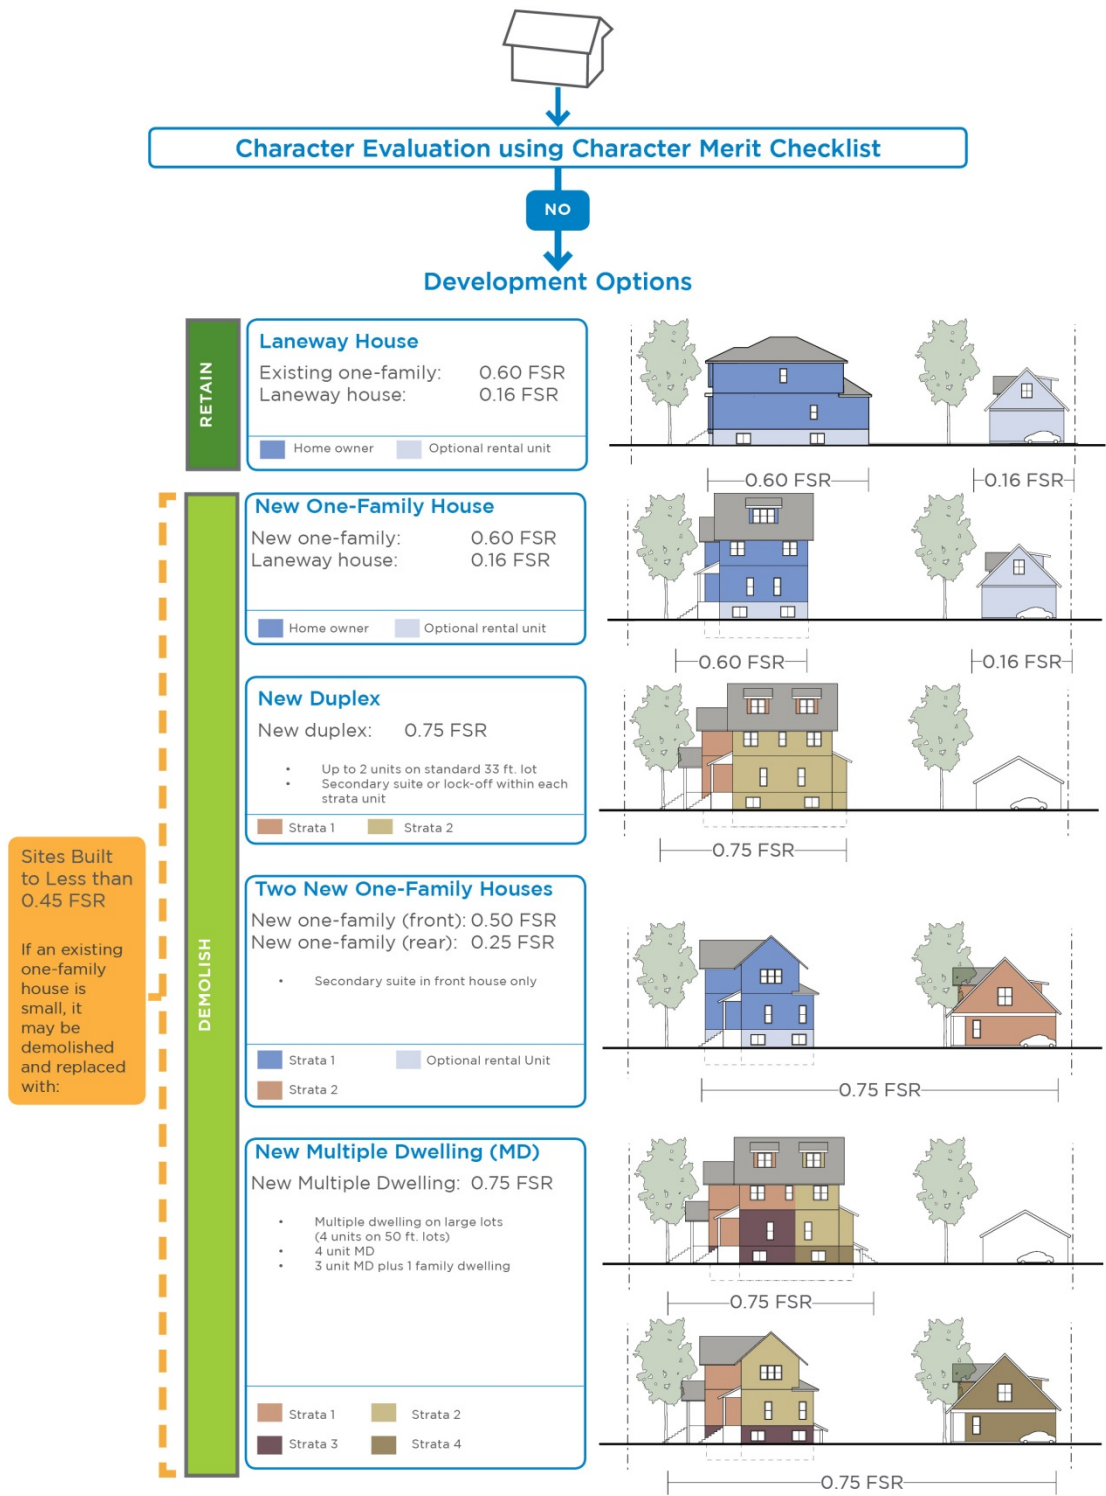 Character Evaluation using Character Merit Checklist
NO
Development Options
RETAIN
Laneway House
Existing one-family: 0.60 FSR
Laneway house: 0.16 FSR
Home owner Optional rental unit
0.60 FSR 0.16 FSR
DEMOLISH
New One-Family House
New one-family: 0.60 FSR
Laneway house: 0.16 FSR
Home owner Optional rental unit
0.60 FSR 0.16 FSR
New Duplex
New duplex: 0.75 FSR
• Up to 2 units on standard 33 ft. lot
• Secondary suite or lock-off within each
strata unit
Strata 1 Strata 2
0.75 FSR
Sites Built
to Less than
0.45 FSR
If an existing
one-family
house is
small, it
may be
demolished
and replaced
with:
Two New One-Family Houses
New one-family (front): 0.50 FSR
New one-family (rear): 0.25 FSR
• Secondary suite in front house only
Strata 1 Optional rental Unit
Strata 2
0.75 FSR
New Multiple Dwelling (MD)
New Multiple Dwelling: 0.75 FSR
• Multiple dwelling on large lots
(4 units on 50 ft. lots)
• 4 unit MD
• 3 unit MD plus 1 family dwelling
Strata 1 Strata 2
Strata 3 Strata 4
0.75 FSR
0.75 FSR